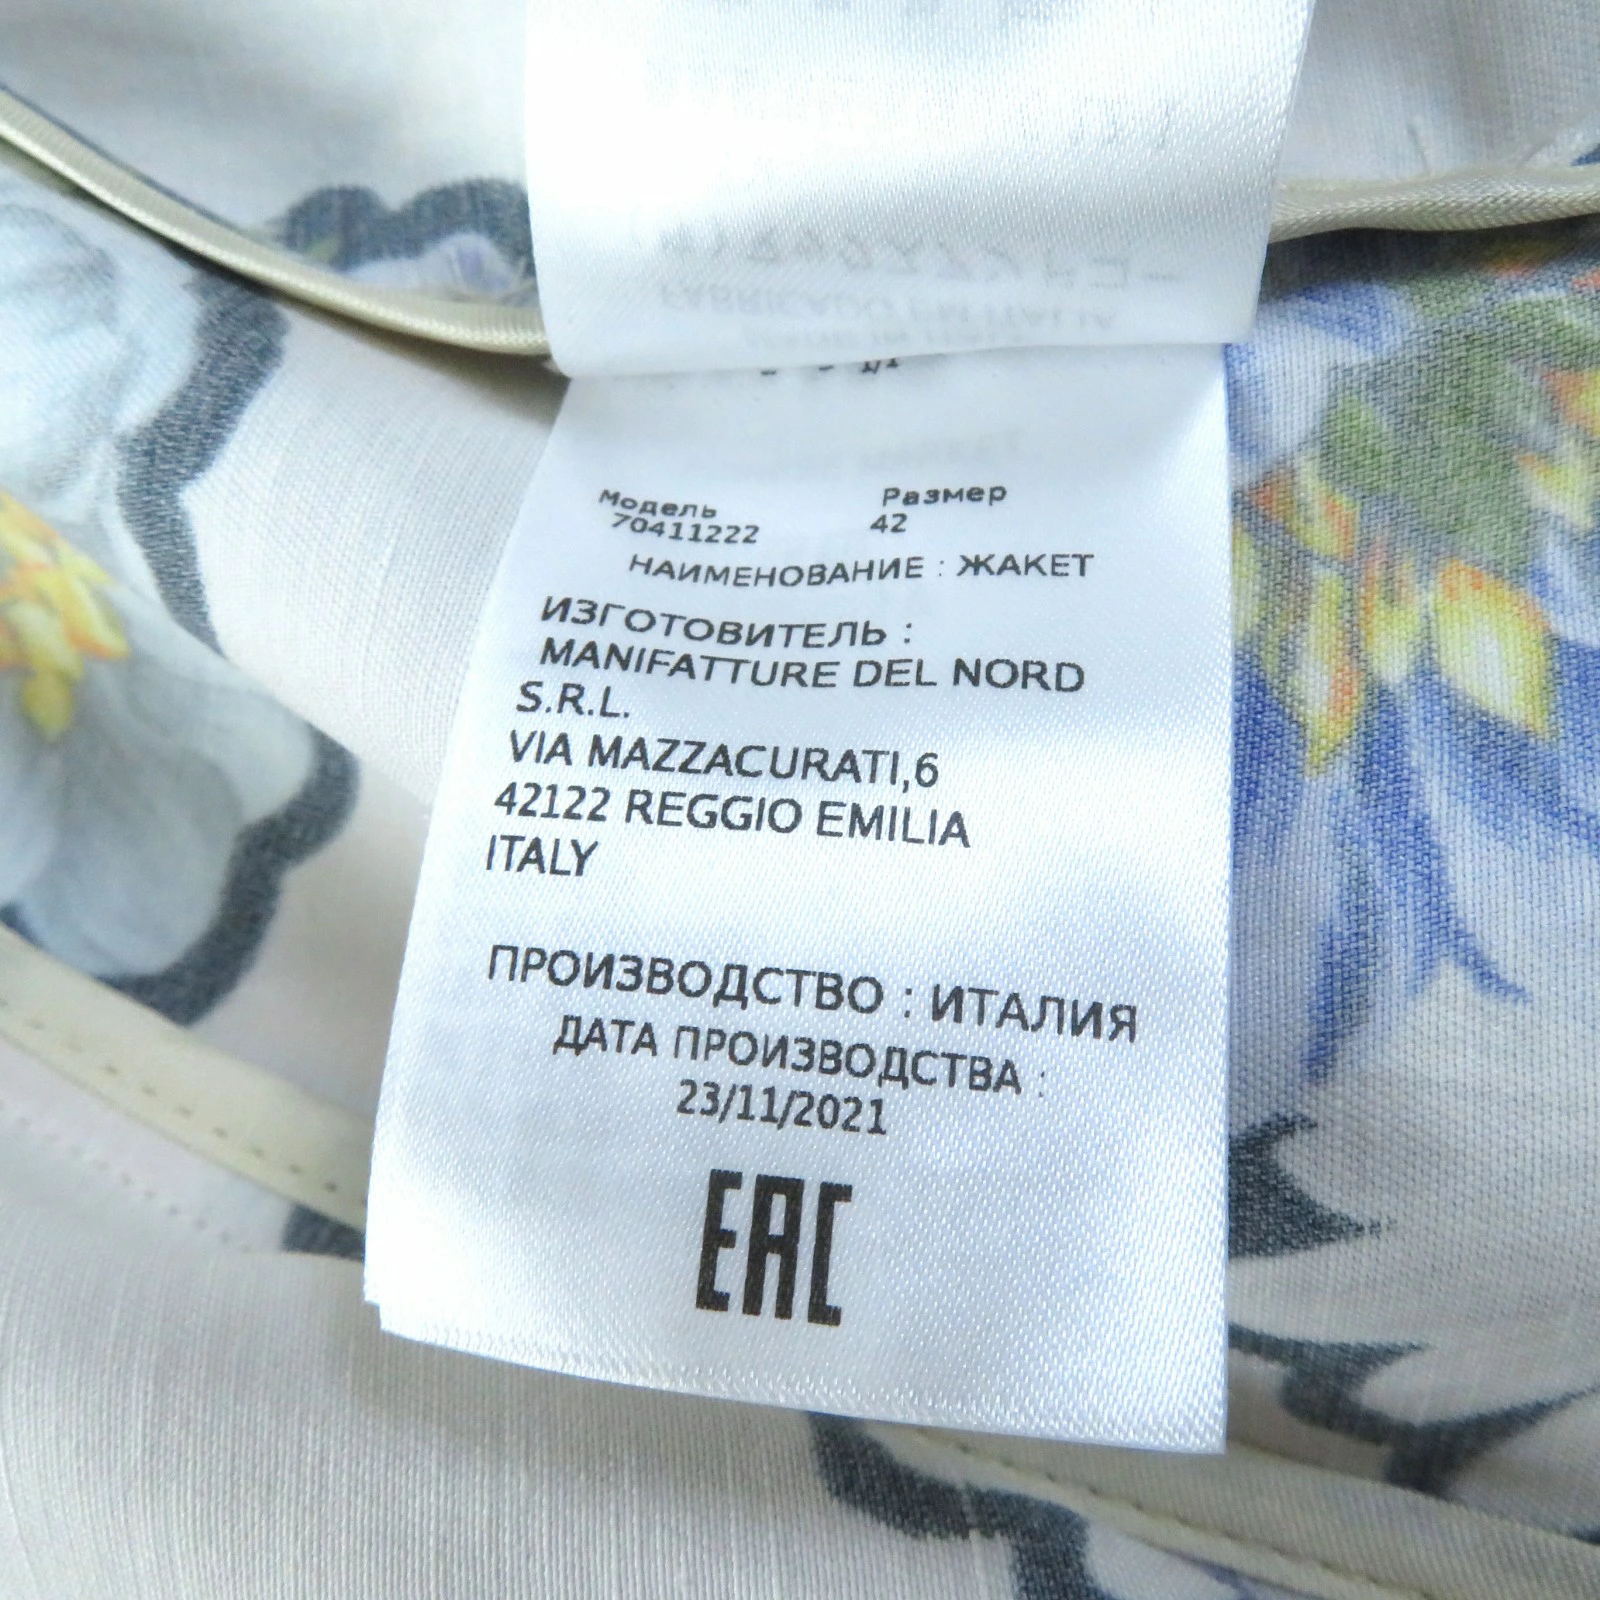 Модель Размер
70411222 42
НАИМЕНОВАНИЕ : ЖАКЕТ
ИЗГОТОВИТЕЛЬ :
MANIFATTURE DEL NORD
S.R.L.
VIA MAZZACURATI,6
42122 REGGIO EMILIA
ITALY
ПРОИЗВОДСТВО : ИТАЛИЯ
ДАТА ПРОИЗВОДСТВА :
23/11/2021
EAC